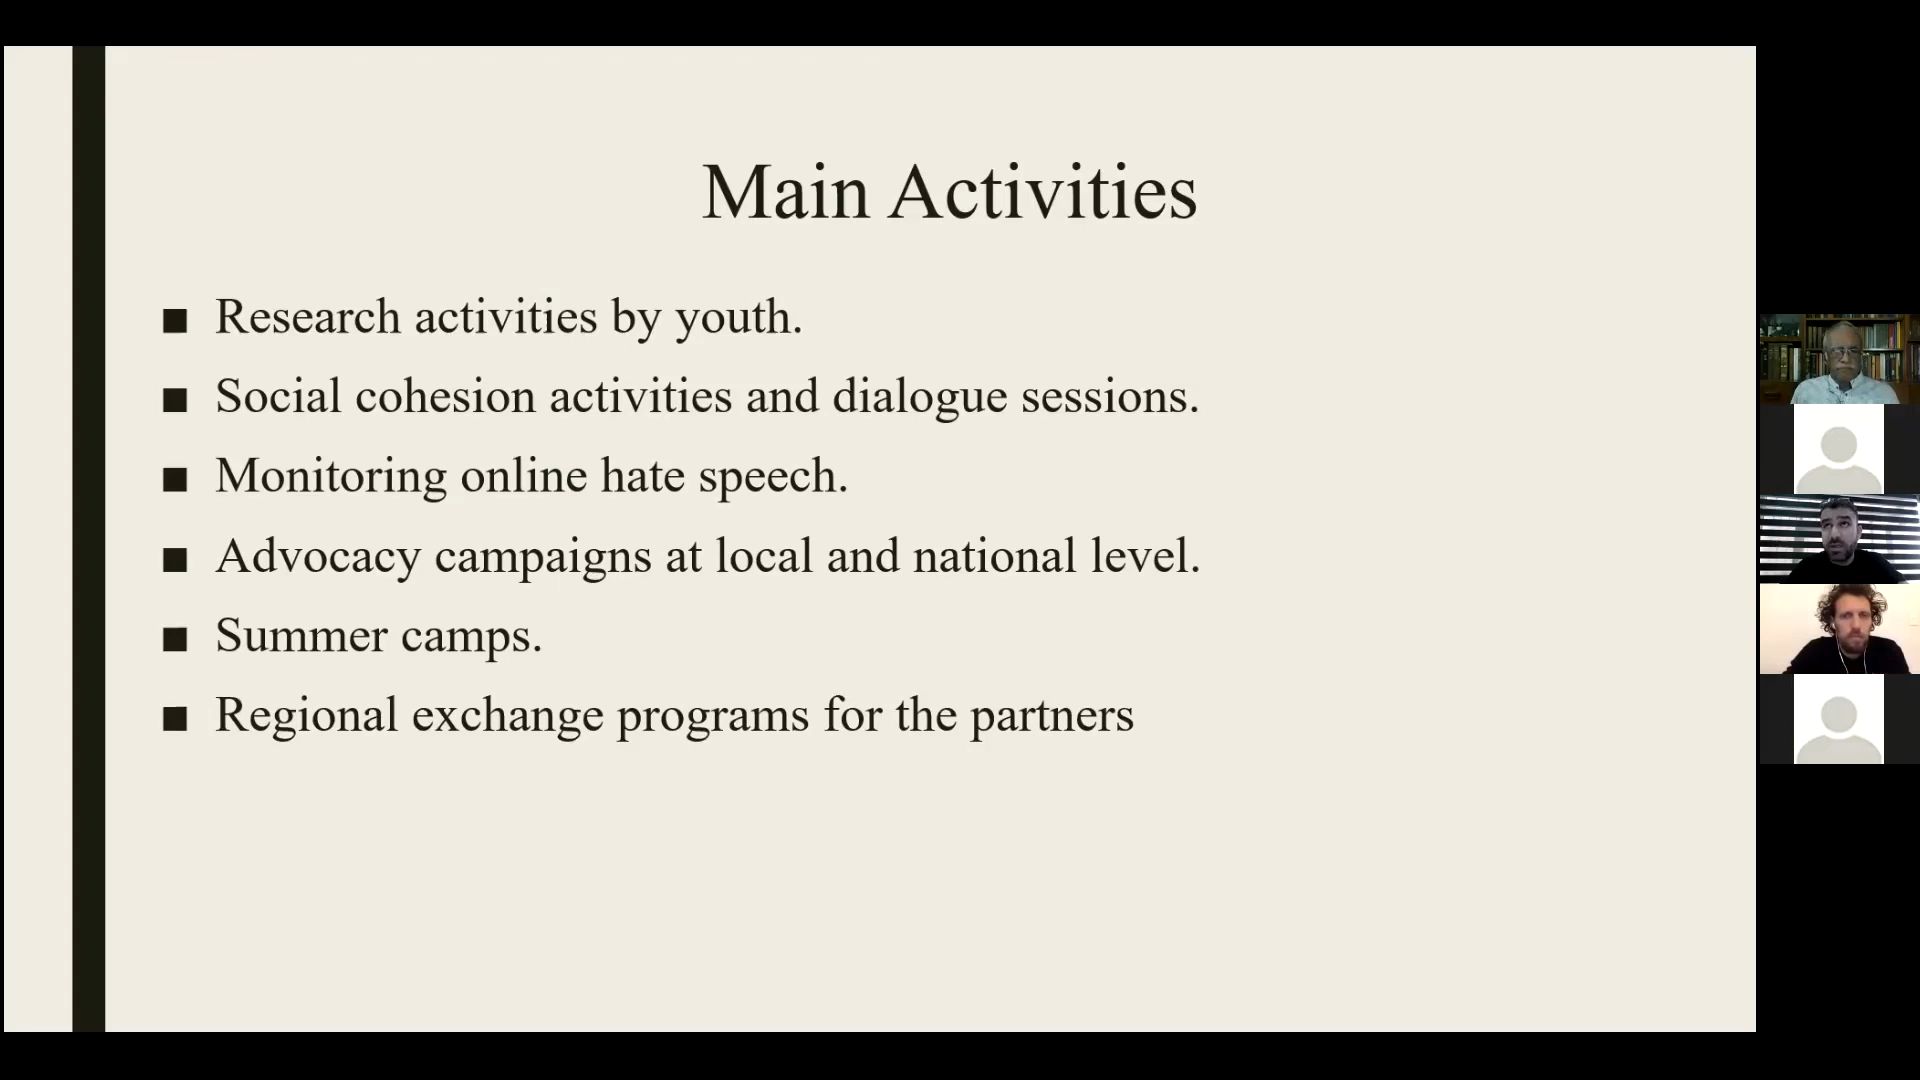 Main Activities
■ Research activities by youth.
■ Social cohesion activities and dialogue sessions.
■ Monitoring online hate speech.
■ Advocacy campaigns at local and national level.
■ Summer camps.
■ Regional exchange programs for the partners